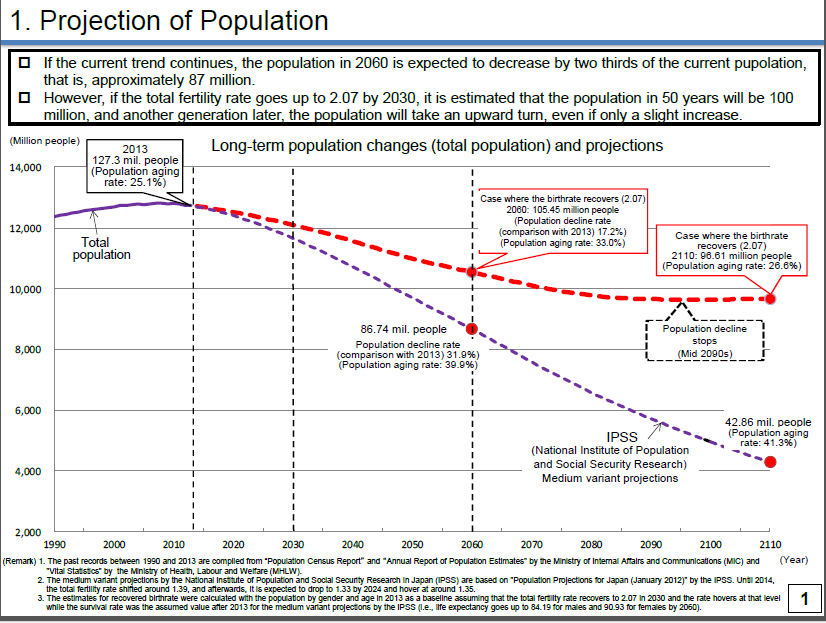 1. Projection of Population
If the current trend continues, the population in 2060 is expected to decrease by two thirds of the current pupolation,
that is, approximately 87 million.
However, if the total fertility rate goes up to 2.07 by 2030, it is estimated that the population in 50 years will be 100
million, and another generation later, the population will take an upward turn, even if only a slight increase.
(Million people)
Long-term population changes (total population) and projections
2013
127.3 mil. people
(Population aging
rate: 25.1%)
Total
population
Case where the birthrate recovers (2.07)
2060: 105.45 million people
(Population decline rate
(comparison with 2013) 17.2%)
(Population aging rate: 33.0%)
Case where the birthrate
recovers (2.07)
2110: 96.61 million people
(Population aging rate: 26.6%)
Population decline
stops
(Mid 2090s)
86.74 mil. people
Population decline rate
(comparison with 2013) 31.9%)
(Population aging rate: 39.9%)
42.86 mil. people
(Population aging
rate: 41.3%)
IPSS
(National Institute of Population
and Social Security Research)
Medium variant projections
14,000
12,000
10,000
8,000
6,000
4,000
2,000
1990 2000 2010 2020 2030 2040 2050 2060 2070 2080 2090 2100 2110
(Year)
(Remark) 1. The past records between 1990 and 2013 are compiled from "Population Census Report" and "Annual Report of Population Estimates" by the Ministry of Internal Affairs and Communications (MIC) and
"Vital Statistics" by the Ministry of Health, Labour and Welfare (MHLW).
2. The medium variant projections by the National Institute of Population and Social Security Research in Japan (IPSS) are based on "Population Projections for Japan (January 2012)" by the IPSS. Until 2014,
the total fertility rate shifted around 1.39, and afterwards, it is expected to drop to 1.33 by 2024 and hover at around 1.35.
3. The estimates for recovered birthrate were calculated with the population by gender and age in 2013 as a baseline assuming that the total fertility rate recovers to 2.07 in 2030 and the rate hovers at that level
while the survival rate was the assumed value after 2013 for the medium variant projections by the IPSS (i.e., life expectancy goes up to 84.19 for males and 90.93 for females by 2060).
1